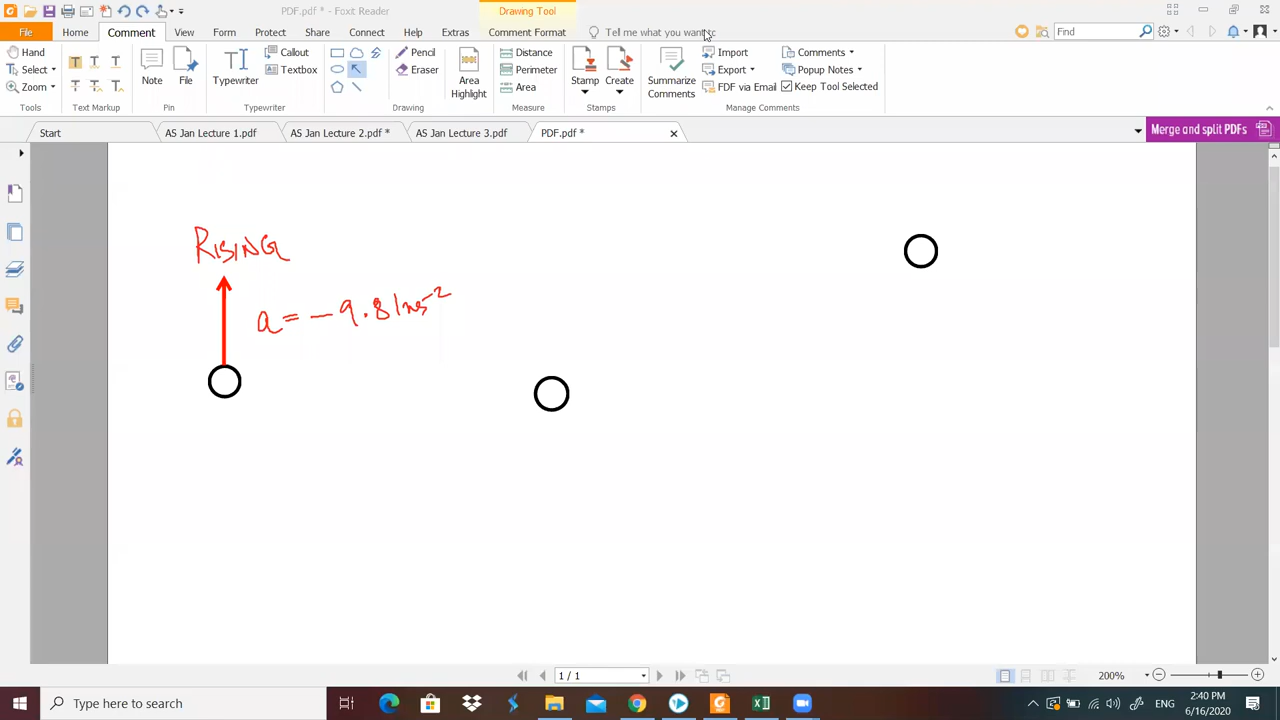 PDF.pdf * - Foxit Reader
Drawing Tool
File
Home
Comment
View
Form
Protect
Share
Connect
Help
Extras
Comment Format
Tell me what you want
Find
Hand
Select
Zoom
Tools
Text Markup
Note
File
Pin
Typewriter
Callout
Textbox
Typewriter
Pencil
Eraser
Drawing
Area Highlight
Distance
Perimeter
Area
Measure
Stamp
Create
Stamps
Summarize Comments
Import
Export
FDF via Email
Comments
Popup Notes
Keep Tool Selected
Manage Comments
Start
AS Jan Lecture 1.pdf
AS Jan Lecture 2.pdf *
AS Jan Lecture 3.pdf
PDF.pdf *
Merge and split PDFs
RISING
a = - 9.81ms⁻²
1 / 1
200%
Type here to search
ENG
2:40 PM
6/16/2020